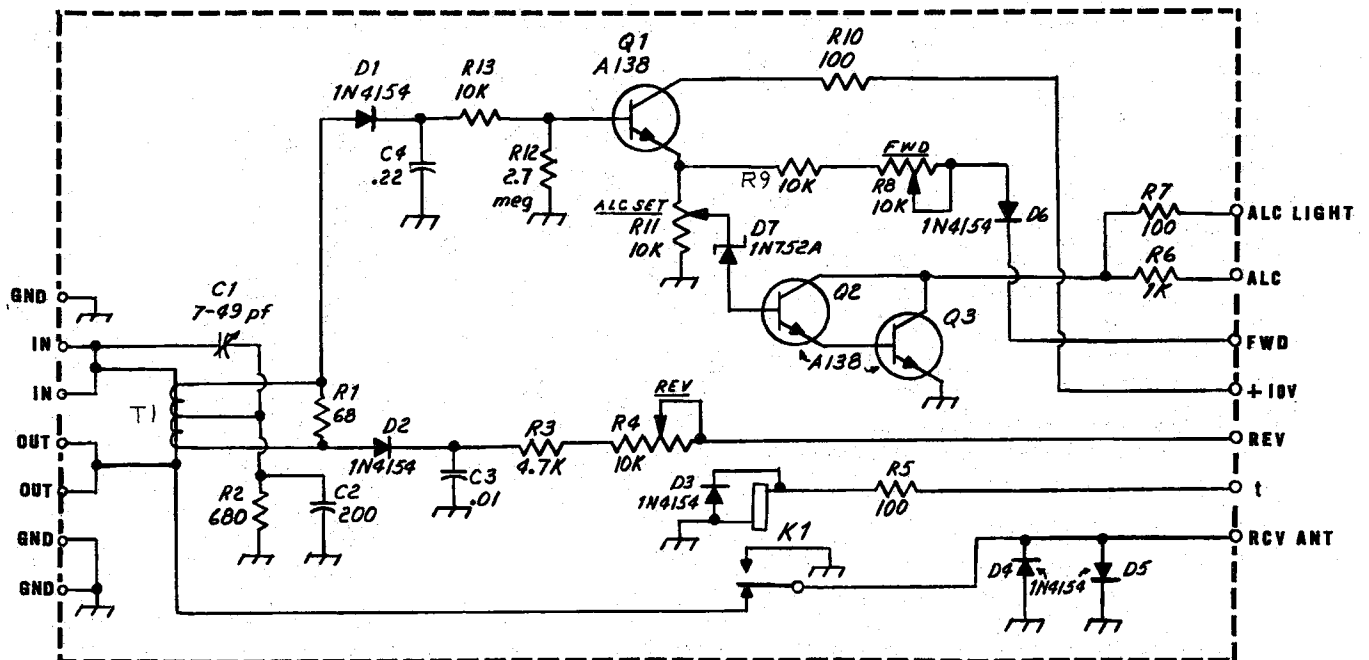 Q1
A138
R10
100
D1
1N4154
R13
10K
C4
.22
R12
2.7
meg
FWD
R9
10K
R8
10K
1N4154
D6
ALC SET
R11
10K
D7
1N752A
R7
100
ALC LIGHT
R6
1K
ALC
Q2
Q3
A138
FWD
+10V
GND
C1
7-49 pf
IN
IN
T1
R1
68
REV
OUT
D2
1N4154
R3
4.7K
R4
10K
REV
OUT
R2
680
C2
200
C3
.01
D3
1N4154
R5
100
t
GND
K1
RCV ANT
GND
D4
1N4154
D5